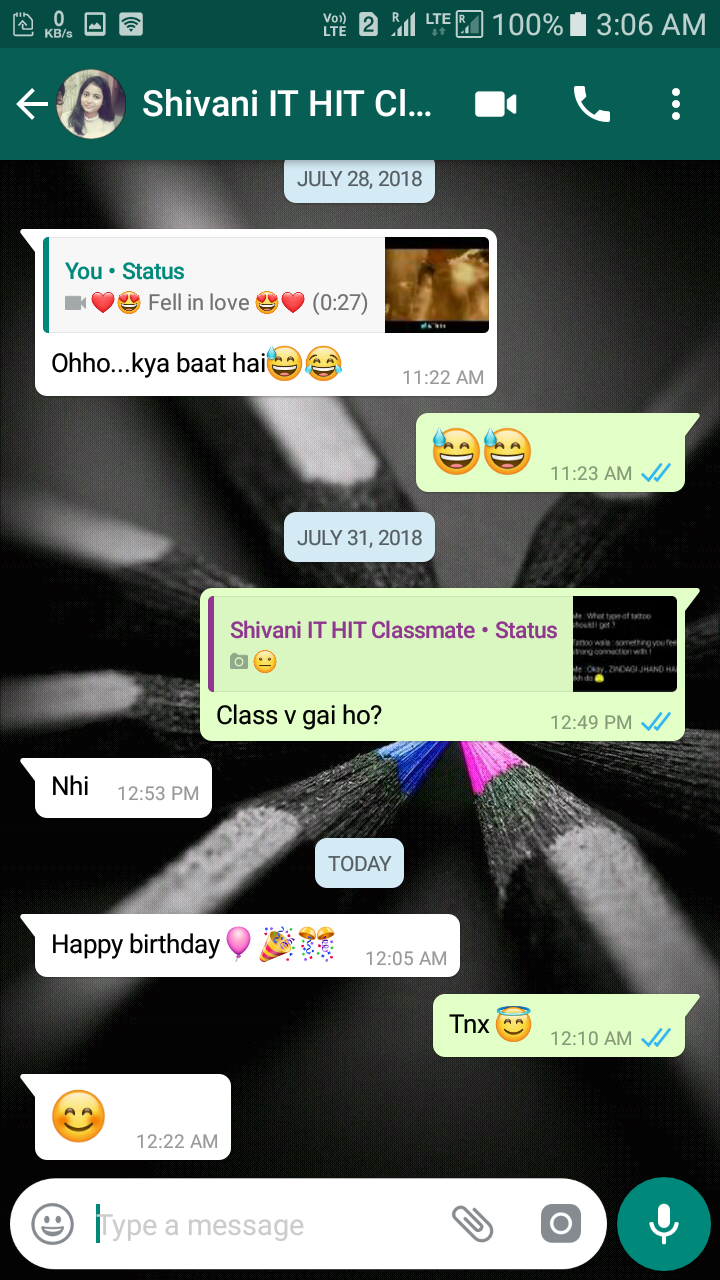 0
KB/s
Vo))
LTE
2
R
LTE
R
100%
3:06 AM
Shivani IT HIT Cl...
JULY 28, 2018
You • Status
❤️😍 Fell in love 😍❤️ (0:27)
Ohho...kya baat hai😅😂
11:22 AM
😅😅
11:23 AM
JULY 31, 2018
Shivani IT HIT Classmate • Status
😐
Me : What type of tattoo
should I get ?
Tattoo wala : something you feel
strong connection with !
Me : Okay , ZINDAGI JHAND HAI
likh do
Class v gai ho?
12:49 PM
Nhi
12:53 PM
TODAY
Happy birthday🎈🎉🎊
12:05 AM
Tnx😇
12:10 AM
😊
12:22 AM
Type a message